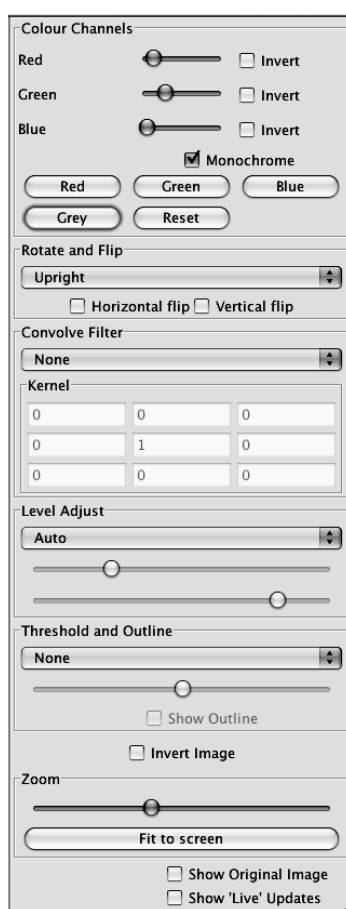 Colour Channels
Red Invert
Green Invert
Blue Invert
Monochrome
Red Green Blue
Grey Reset
Rotate and Flip
Upright
Horizontal flip Vertical flip
Convolve Filter
None
Kernel
0 0 0
0 1 0
0 0 0
Level Adjust
Auto
Threshold and Outline
None
Show Outline
Invert Image
Zoom
Fit to screen
Show Original Image
Show 'Live' Updates